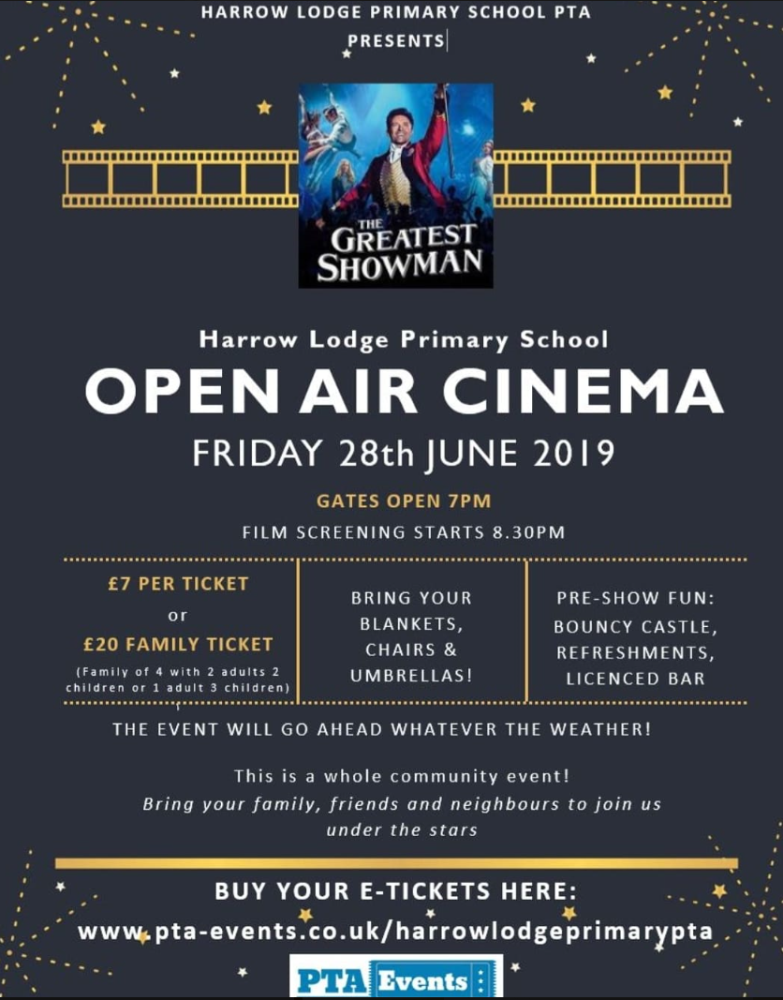 HARROW LODGE PRIMARY SCHOOL PTA
PRESENTS
THE
GREATEST
SHOWMAN
Harrow Lodge Primary School
OPEN AIR CINEMA
FRIDAY 28th JUNE 2019
GATES OPEN 7PM
FILM SCREENING STARTS 8.30PM
£7 PER TICKET
or
£20 FAMILY TICKET
(Family of 4 with 2 adults 2
children or 1 adult 3 children)
BRING YOUR
BLANKETS,
CHAIRS &
UMBRELLAS!
PRE-SHOW FUN:
BOUNCY CASTLE,
REFRESHMENTS,
LICENCED BAR
THE EVENT WILL GO AHEAD WHATEVER THE WEATHER!
This is a whole community event!
Bring your family, friends and neighbours to join us
under the stars
BUY YOUR E-TICKETS HERE:
www.pta-events.co.uk/harrowlodgeprimarypta
PTA Events